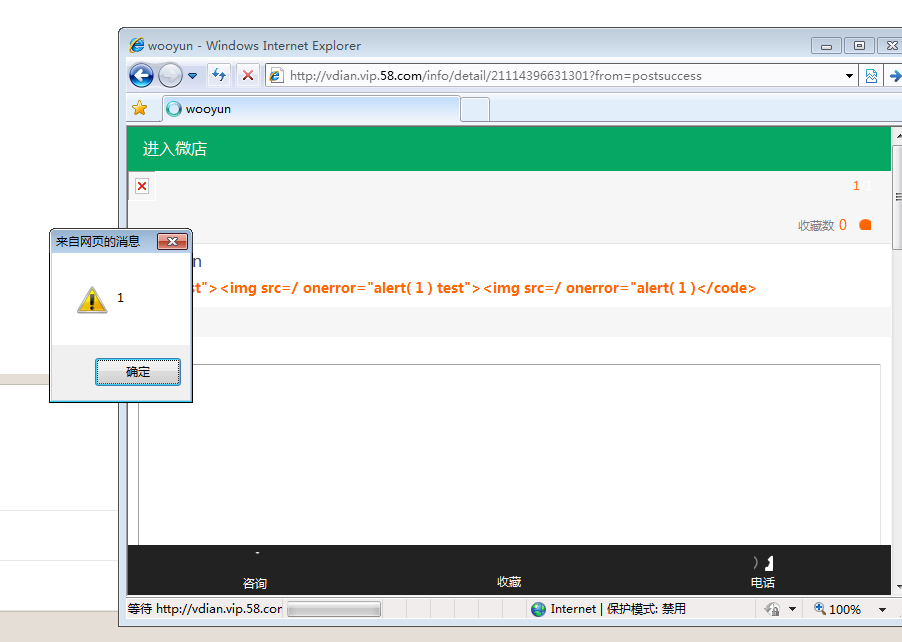 wooyun - Windows Internet Explorer
http://vdian.vip.58.com/info/detail/21114396631301?from=postsuccess
wooyun
进入微店
1
收藏数 0
来自网页的消息
1
确定
n
st"><img src=/ onerror="alert(1) test"><img src=/ onerror="alert(1)</code>
咨询
收藏
电话
等待 http://vdian.vip.58.cor
Internet | 保护模式: 禁用
100%